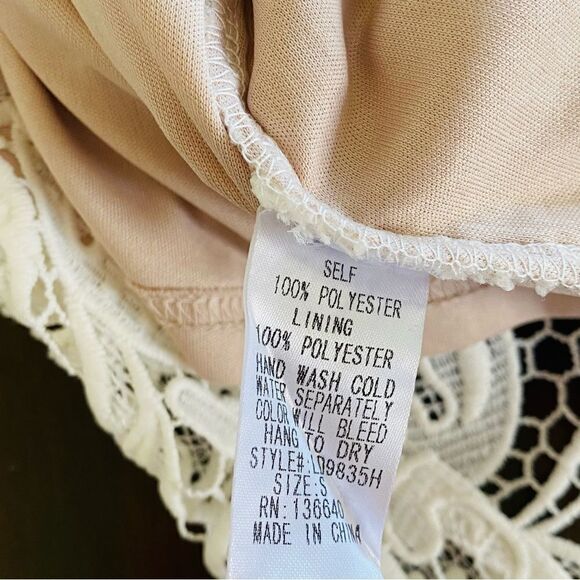 SELF
100% POLYESTER
LINING
100% POLYESTER
HAND WASH COLD
WATER SEPARATELY
COLOR WILL BLEED
HANG TO DRY
STYLE#:LD9835H
SIZE:S
RN:136640
MADE IN CHINA